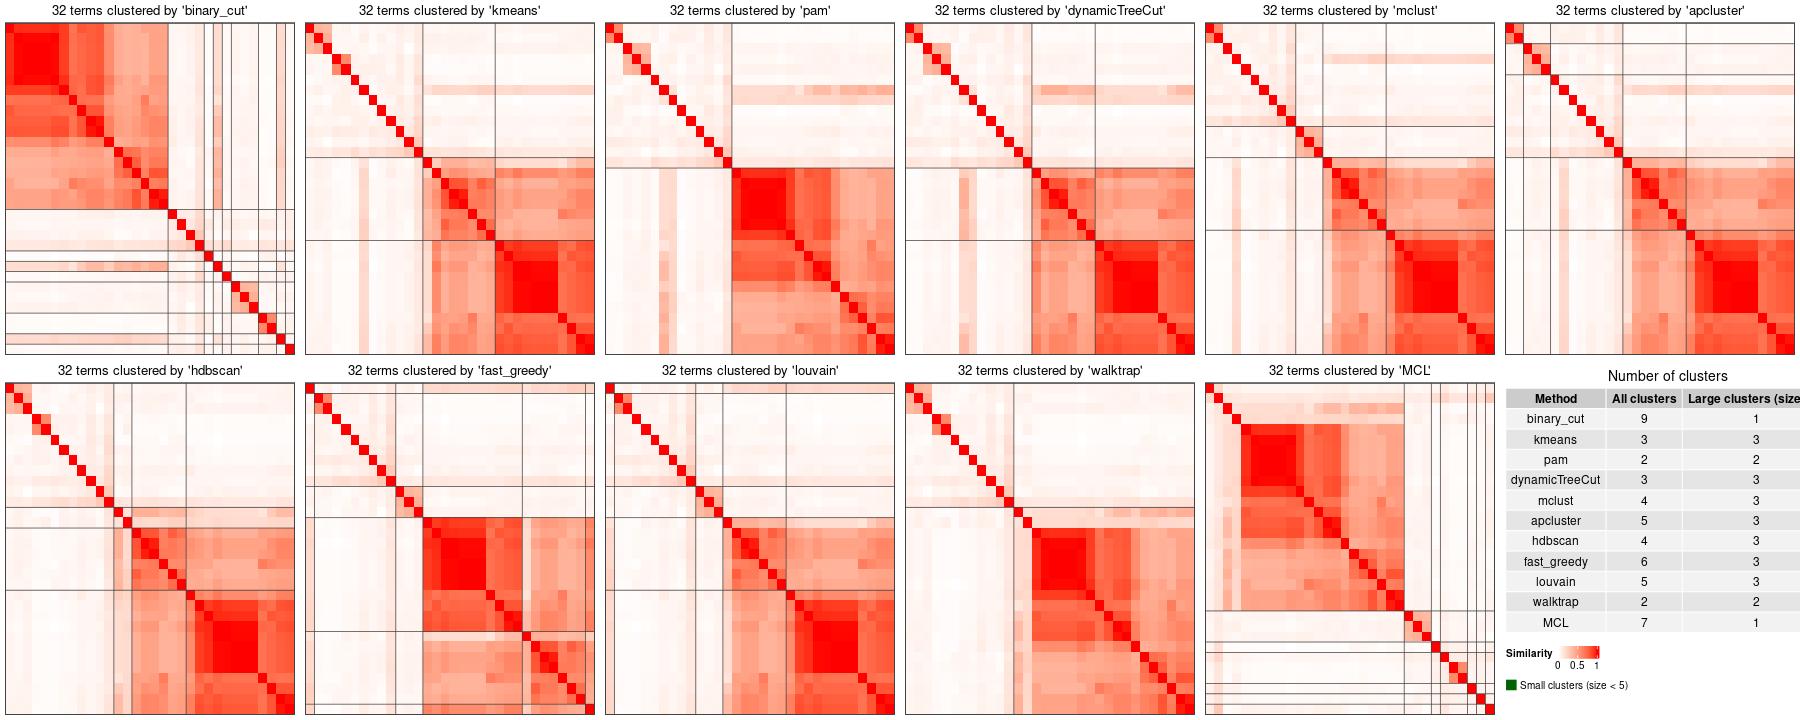 32 terms clustered by 'binary_cut'
32 terms clustered by 'kmeans'
32 terms clustered by 'pam'
32 terms clustered by 'dynamicTreeCut'
32 terms clustered by 'mclust'
32 terms clustered by 'apcluster'
32 terms clustered by 'hdbscan'
32 terms clustered by 'fast_greedy'
32 terms clustered by 'louvain'
32 terms clustered by 'walktrap'
32 terms clustered by 'MCL'
Number of clusters
Method All clusters Large clusters (size
binary_cut 9 1
kmeans 3 3
pam 2 2
dynamicTreeCut 3 3
mclust 4 3
apcluster 5 3
hdbscan 4 3
fast_greedy 6 3
louvain 5 3
walktrap 2 2
MCL 7 1
Similarity
0 0.5 1
Small clusters (size < 5)